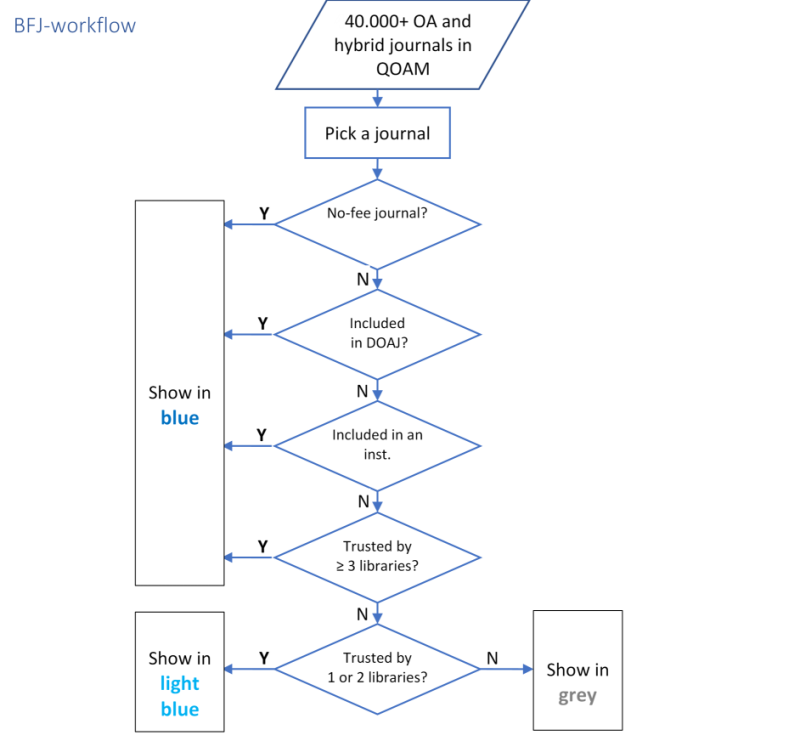 BFJ-workflow
40.000+ OA and
hybrid journals in
QOAM
Pick a journal
No-fee journal?
Y
N
Included
in DOAJ?
Y
N
Included in an
inst.
Y
N
Show in
blue
Trusted by
≥ 3 libraries?
Y
N
Trusted by
1 or 2 libraries?
Y
N
Show in
light
blue
Show in
grey